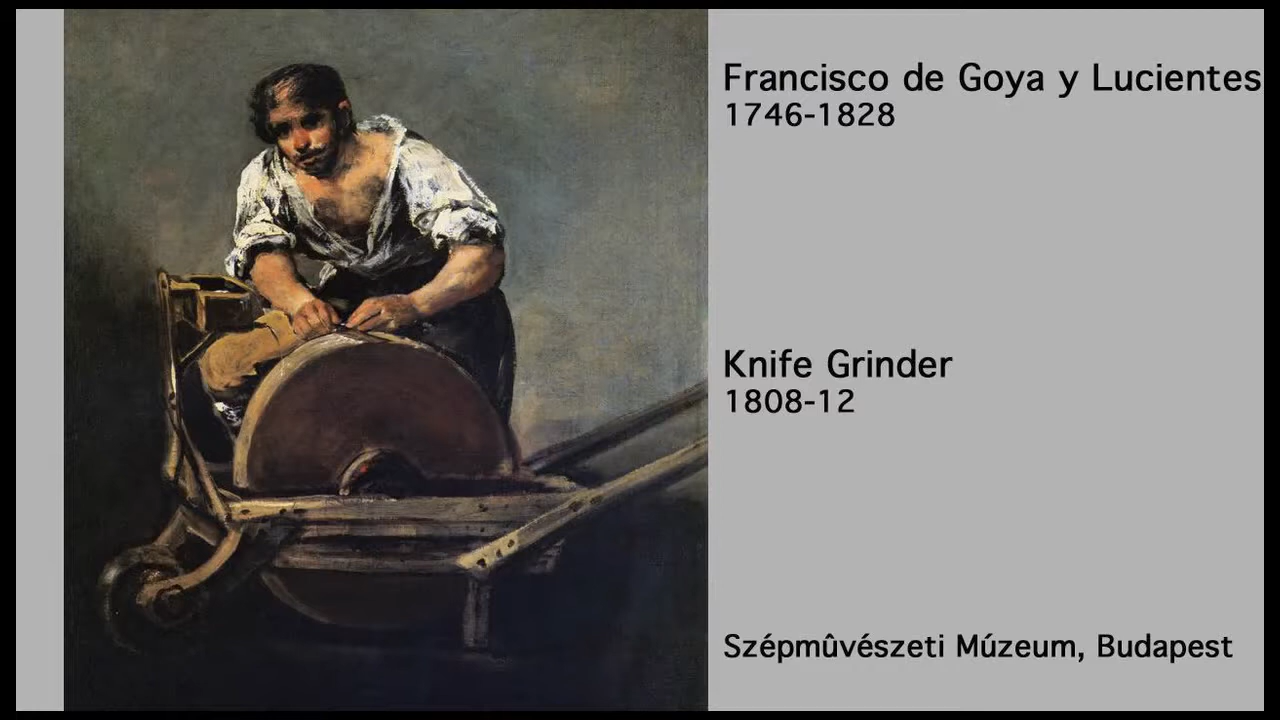 Francisco de Goya y Lucientes
1746-1828
Knife Grinder
1808-12
Szépmûvészeti Múzeum, Budapest